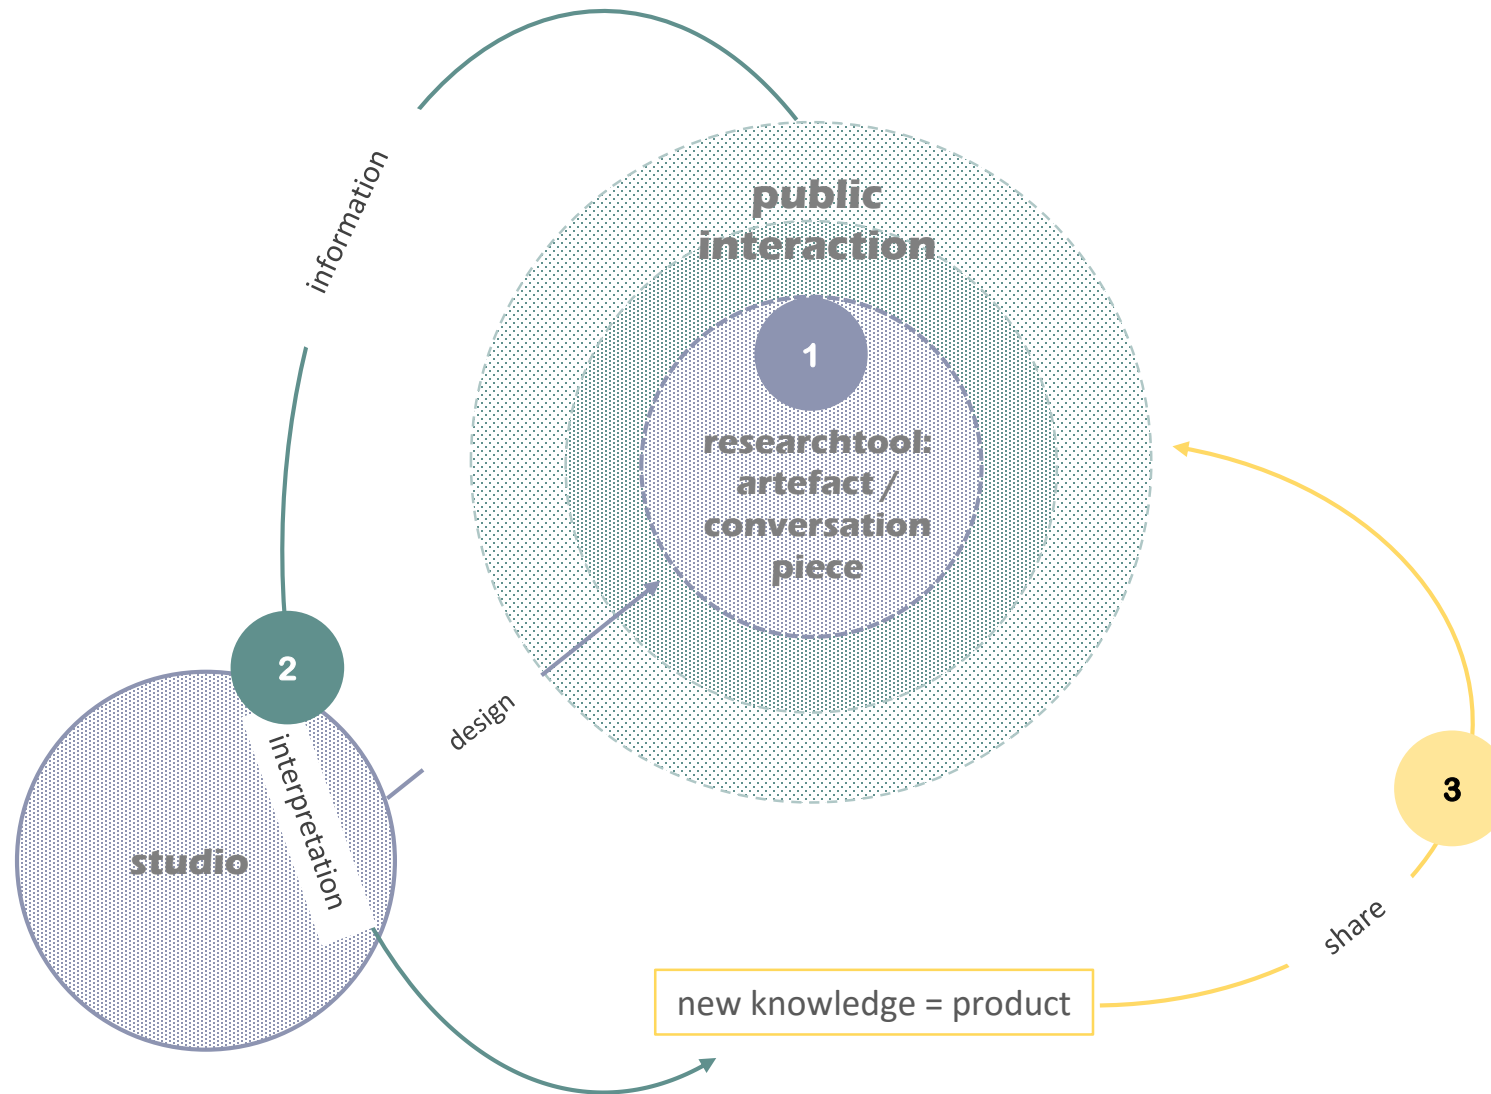 information
public
interaction
1
researchtool:
artefact /
conversation
piece
2
design
interpretation
studio
3
share
new knowledge = product